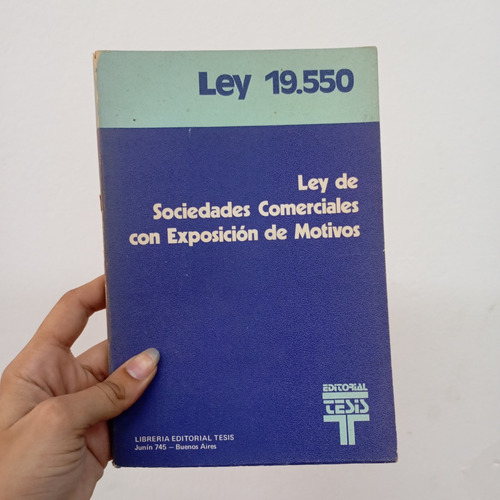 Ley 19.550
Ley de
Sociedades Comerciales
con Exposición de Motivos
EDITORIAL
TESIS
LIBRERIA EDITORIAL TESIS
Junín 745 – Buenos Aires